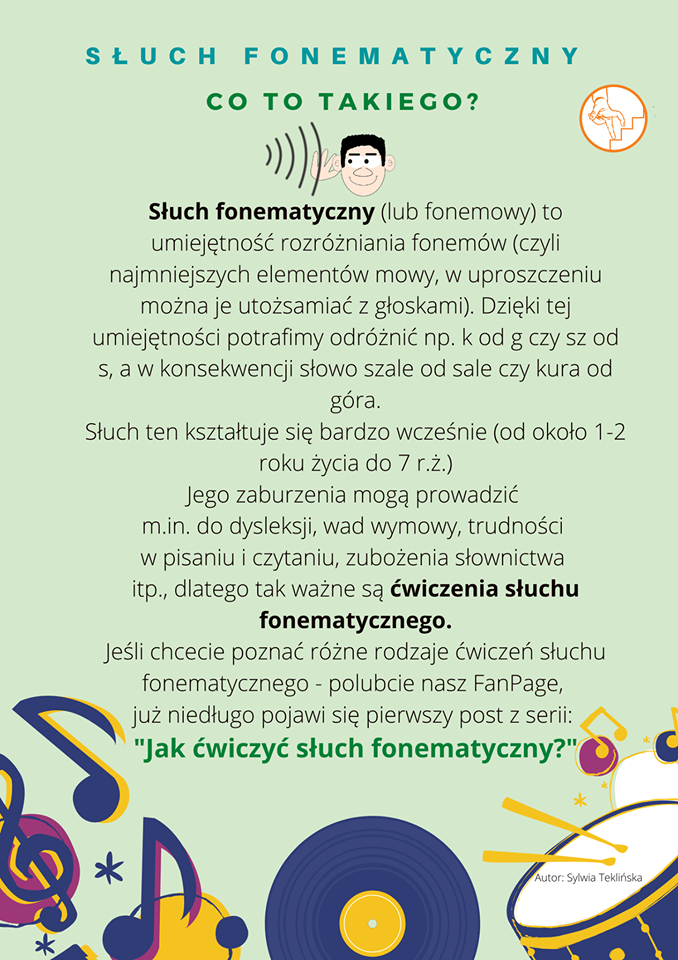 SŁUCH FONEMATYCZNY
CO TO TAKIEGO?
Słuch fonematyczny (lub fonemowy) to
umiejętność rozróżniania fonemów (czyli
najmniejszych elementów mowy, w uproszczeniu
można je utożsamiać z głoskami). Dzięki tej
umiejętności potrafimy odróżnić np. k od g czy sz od
s, a w konsekwencji słowo szale od sale czy kura od
góra.
Słuch ten kształtuje się bardzo wcześnie (od około 1-2
roku życia do 7 r.ż.)
Jego zaburzenia mogą prowadzić
m.in. do dysleksji, wad wymowy, trudności
w pisaniu i czytaniu, zubożenia słownictwa
itp., dlatego tak ważne są ćwiczenia słuchu
fonematycznego.
Jeśli chcecie poznać różne rodzaje ćwiczeń słuchu
fonematycznego - polubcie nasz FanPage,
już niedługo pojawi się pierwszy post z serii:
"Jak ćwiczyć słuch fonematyczny?"
Autor: Sylwia Teklińska